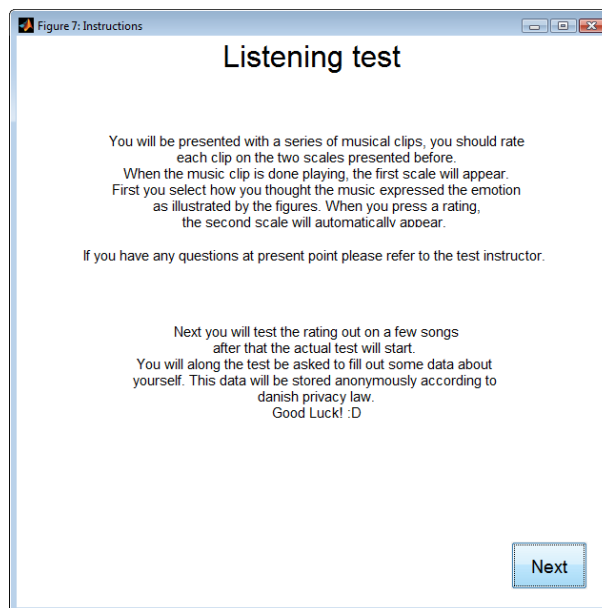 Figure 7: Instructions
Listening test
You will be presented with a series of musical clips, you should rate
each clip on the two scales presented before.
When the music clip is done playing, the first scale will appear.
First you select how you thought the music expressed the emotion
as illustrated by the figures. When you press a rating,
the second scale will automatically appear.
If you have any questions at present point please refer to the test instructor.
Next you will test the rating out on a few songs
after that the actual test will start.
You will along the test be asked to fill out some data about
yourself. This data will be stored anonymously according to
danish privacy law.
Good Luck! :D
Next